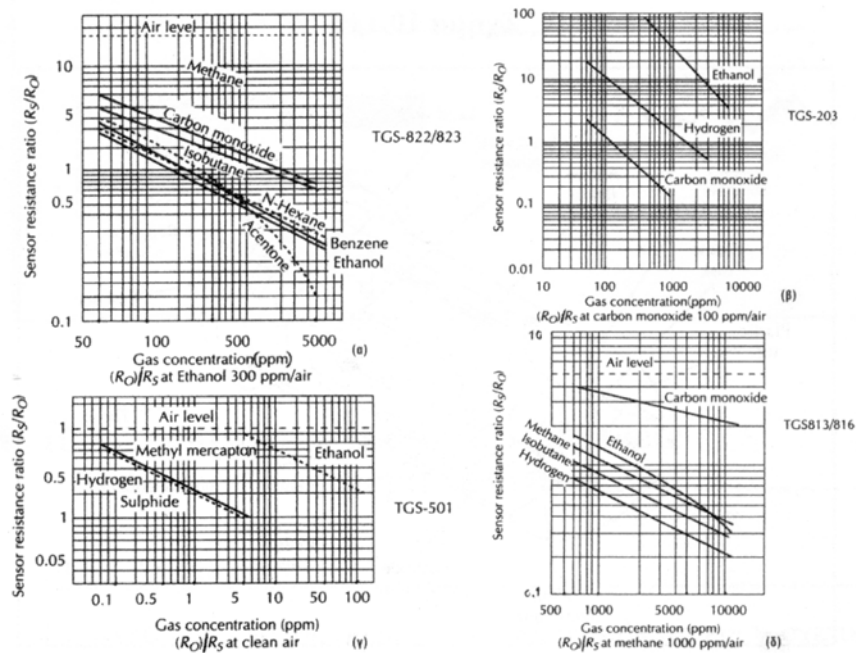 Air level
10
Methane
5
Carbon monoxide
Isobutane
1
0.5
N-Hexane
Acentone
Benzene
Ethanol
0.1
50 100 500 5000
Sensor resistance ratio (RS/RO)
Gas concentration(ppm)
(RO)/RS at Ethanol 300 ppm/air
(α)
TGS-822/823
100
10
Ethanol
Hydrogen
1
Carbon monoxide
0.1
0.01
10 100 1000 10000
Sensor resistance ratio (RS/RO)
Gas concentration(ppm)
(RO)/RS at carbon monoxide 100 ppm/air
(β)
TGS-203
Air level
1
Methyl mercapton
Ethanol
0.5
Hydrogen
Sulphide
1
0.05
0.1 0.5 1 5 10 50 100
Sensor resistance ratio (RS/RO)
Gas concentration (ppm)
(RO)/RS at clean air
(γ)
TGS-501
10
Air level
Carbon monoxide
Methane
Ethanol
Isobutane
Hydrogen
0,1
500 1000 5000 10000
Sensor resistance ratio (RS/RO)
Gas concentration (ppm)
(RO)/RS at methane 1000 ppm/air
(δ)
TGS813/816